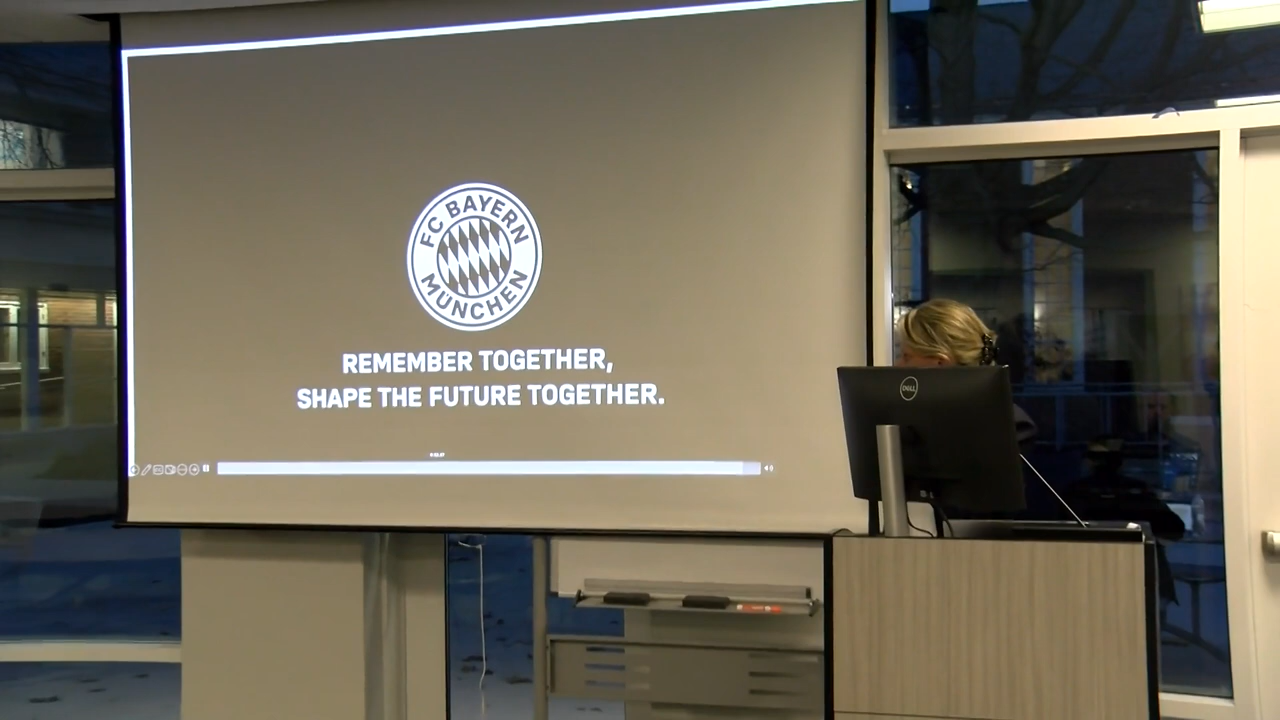 FC BAYERN
MÜNCHEN
REMEMBER TOGETHER,
SHAPE THE FUTURE TOGETHER.
DELL